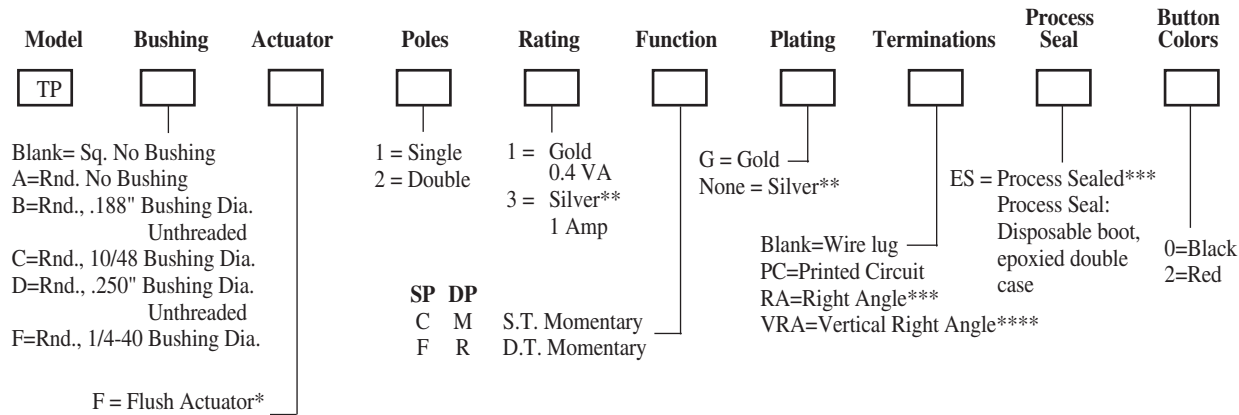 Model Bushing Actuator Poles Rating Function Plating Terminations Process Seal Button Colors
TP
Blank= Sq. No Bushing
A=Rnd. No Bushing
B=Rnd., .188" Bushing Dia.
Unthreaded
C=Rnd., 10/48 Bushing Dia.
D=Rnd., .250" Bushing Dia.
Unthreaded
F=Rnd., 1/4-40 Bushing Dia.
F = Flush Actuator*
1 = Single
2 = Double
1 = Gold
0.4 VA
3 = Silver**
1 Amp
SP DP
C M S.T. Momentary
F R D.T. Momentary
G = Gold
None = Silver**
Blank=Wire lug
PC=Printed Circuit
RA=Right Angle***
VRA=Vertical Right Angle****
ES = Process Sealed***
Process Seal:
Disposable boot,
epoxied double
case
0=Black
2=Red